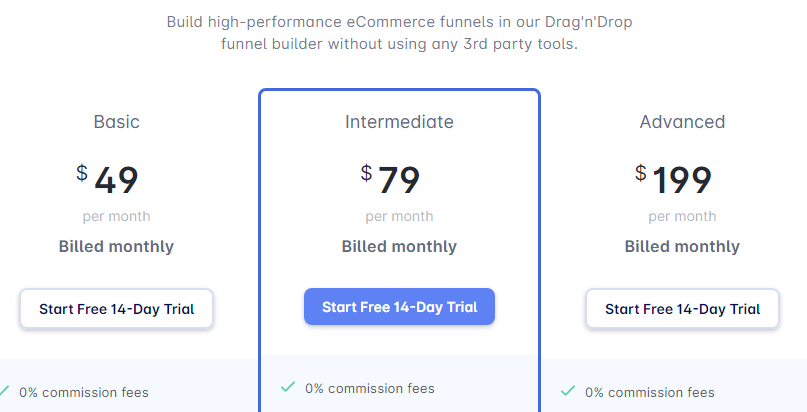 Build high-performance eCommerce funnels in our Drag'n'Drop
funnel builder without using any 3rd party tools.
Basic
$ 49
per month
Billed monthly
Start Free 14-Day Trial
0% commission fees
Intermediate
$ 79
per month
Billed monthly
Start Free 14-Day Trial
0% commission fees
Advanced
$ 199
per month
Billed monthly
Start Free 14-Day Trial
0% commission fees